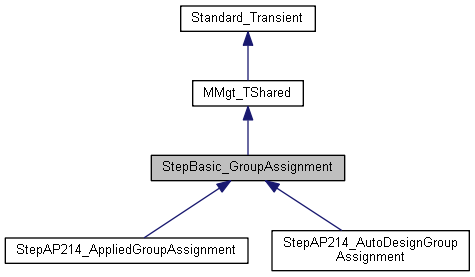 Standard_Transient
MMgt_TShared
StepBasic_GroupAssignment
StepAP214_AppliedGroupAssignment
StepAP214_AutoDesignGroup
Assignment